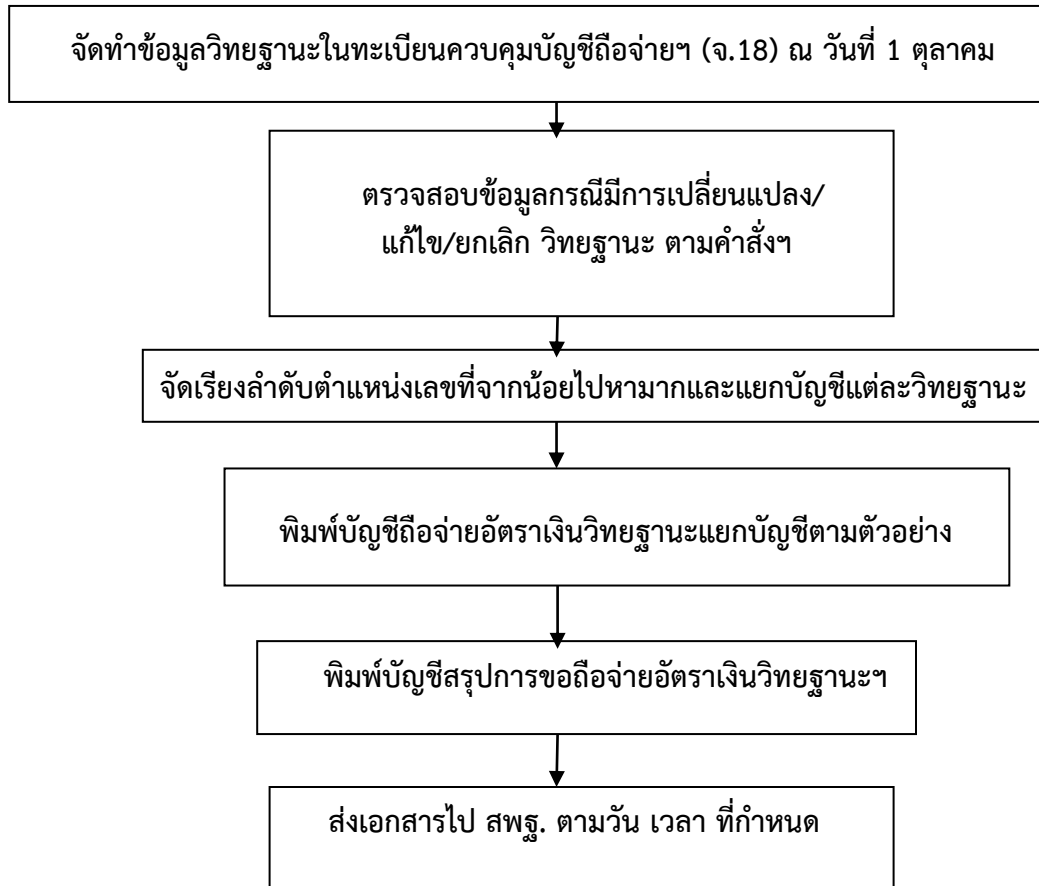 จัดทำข้อมูลวิทยฐานะในทะเบียนควบคุมบัญชีถือจ่ายฯ (จ.18) ณ วันที่ 1 ตุลาคม
ตรวจสอบข้อมูลกรณีมีการเปลี่ยนแปลง/
แก้ไข/ยกเลิก วิทยฐานะ ตามคำสั่งฯ
จัดเรียงลำดับตำแหน่งเลขที่จากน้อยไปหามากและแยกบัญชีแต่ละวิทยฐานะ
พิมพ์บัญชีถือจ่ายอัตราเงินวิทยฐานะแยกบัญชีตามตัวอย่าง
พิมพ์บัญชีสรุปการขอถือจ่ายอัตราเงินวิทยฐานะฯ
ส่งเอกสารไป สพฐ. ตามวัน เวลา ที่กำหนด